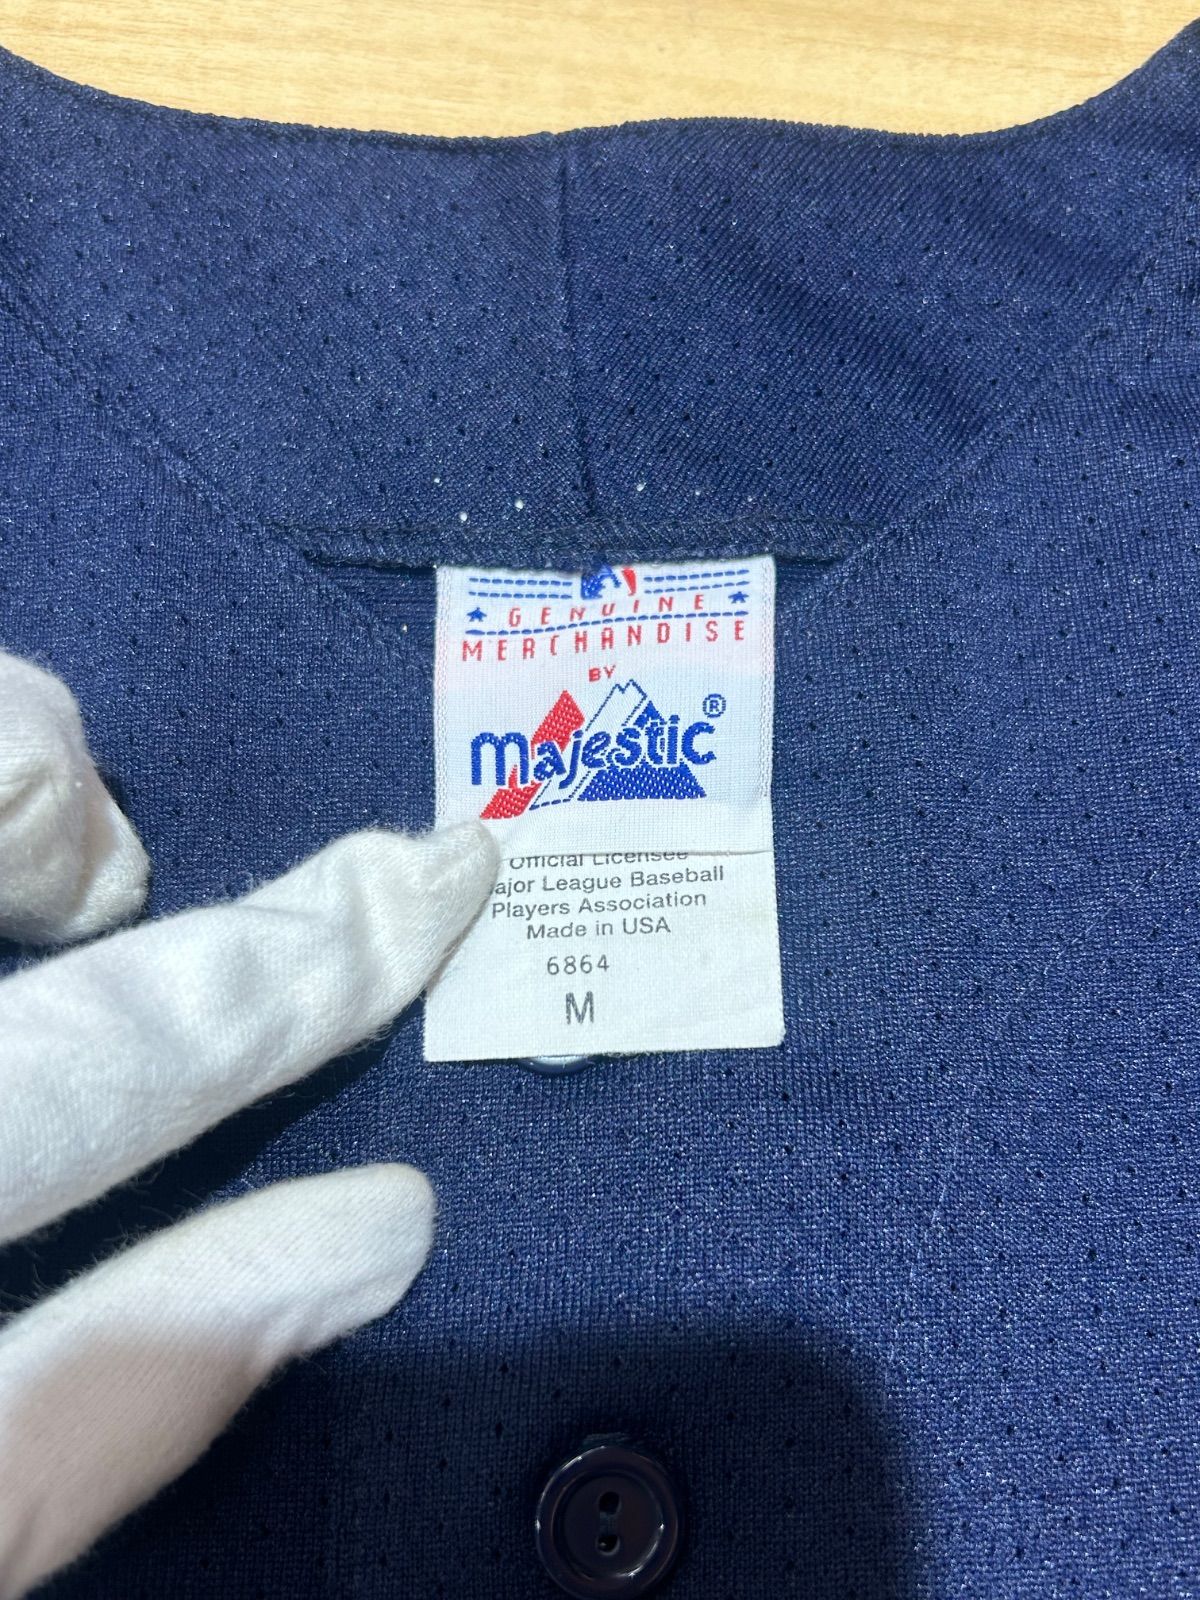 GENUINE
MERCHANDISE
BY
Majestic ®
Official Licensee
ajor League Baseball
Players Association
Made in USA
6864
M